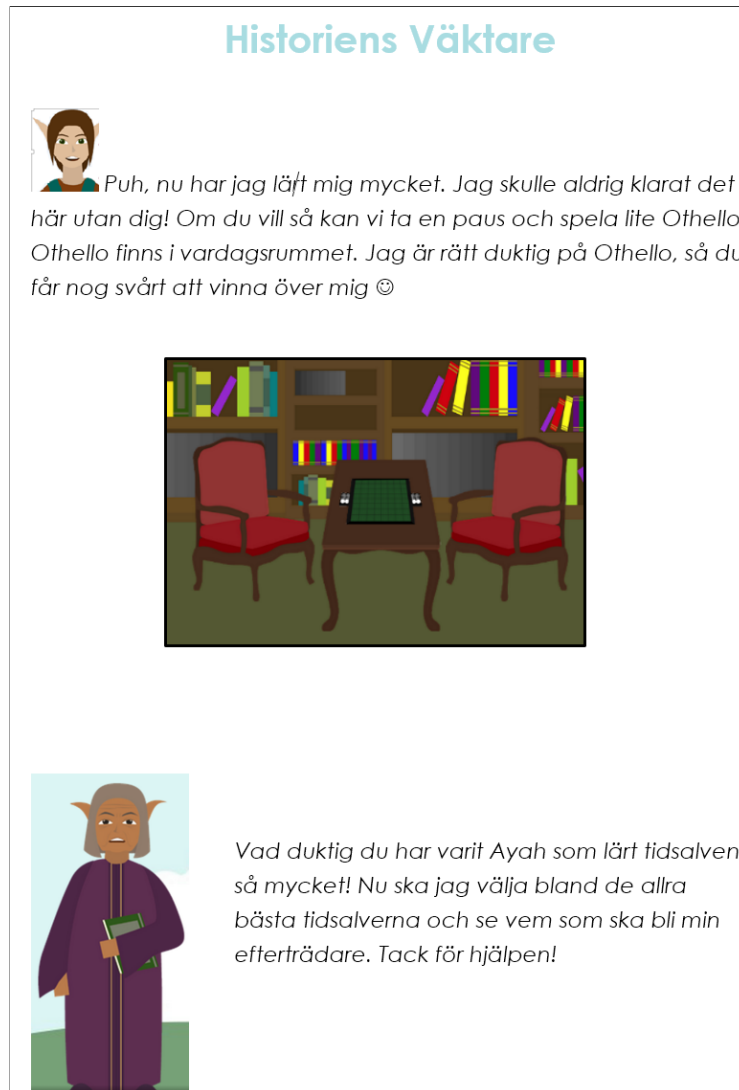 Historiens Väktare
Puh, nu har jag lärt mig mycket. Jag skulle aldrig klarat det
här utan dig! Om du vill så kan vi ta en paus och spela lite Othello
Othello finns i vardagsrummet. Jag är rätt duktig på Othello, så du
får nog svårt att vinna över mig ☺
Vad duktig du har varit Ayah som lärt tidsalven
så mycket! Nu ska jag välja bland de allra
bästa tidsalverna och se vem som ska bli min
efterträdare. Tack för hjälpen!